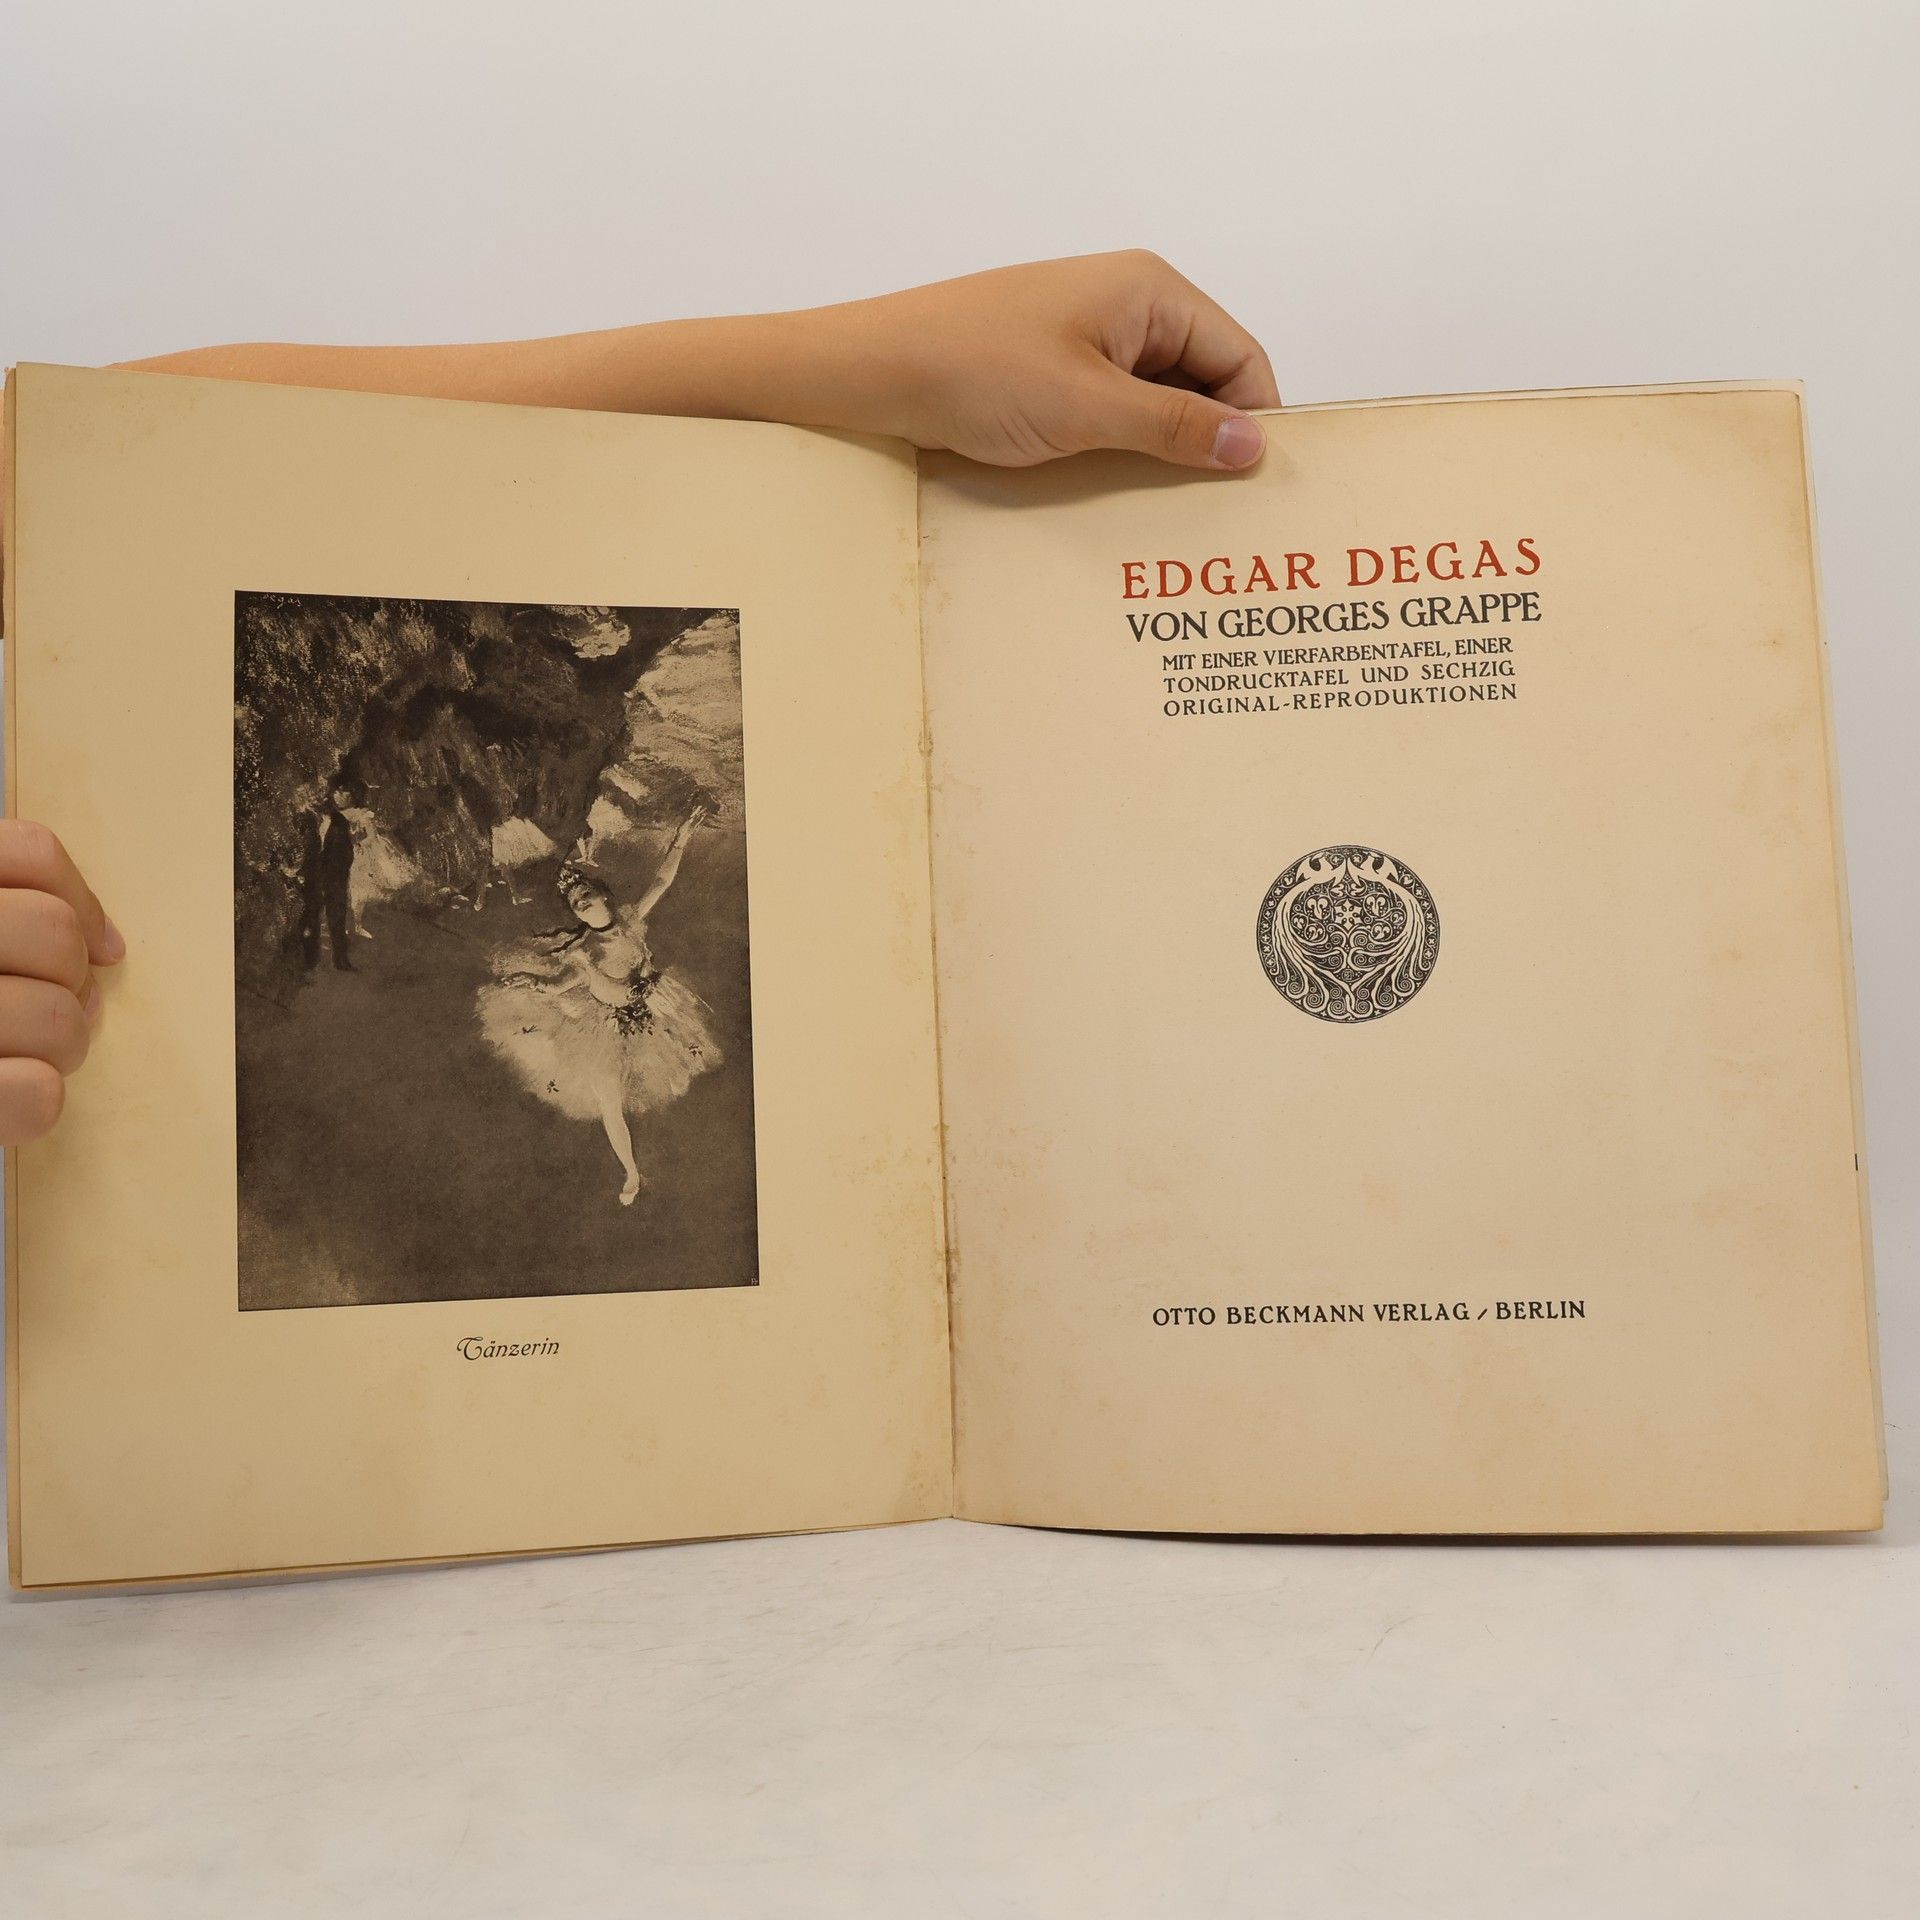 Degas
Tänzerin
EDGAR DEGAS
VON GEORGES GRAPPE
MIT EINER VIERFARBENTAFEL, EINER
TONDRUCKTAFEL UND SECHZIG
ORIGINAL-REPRODUKTIONEN
OTTO BECKMANN VERLAG / BERLIN